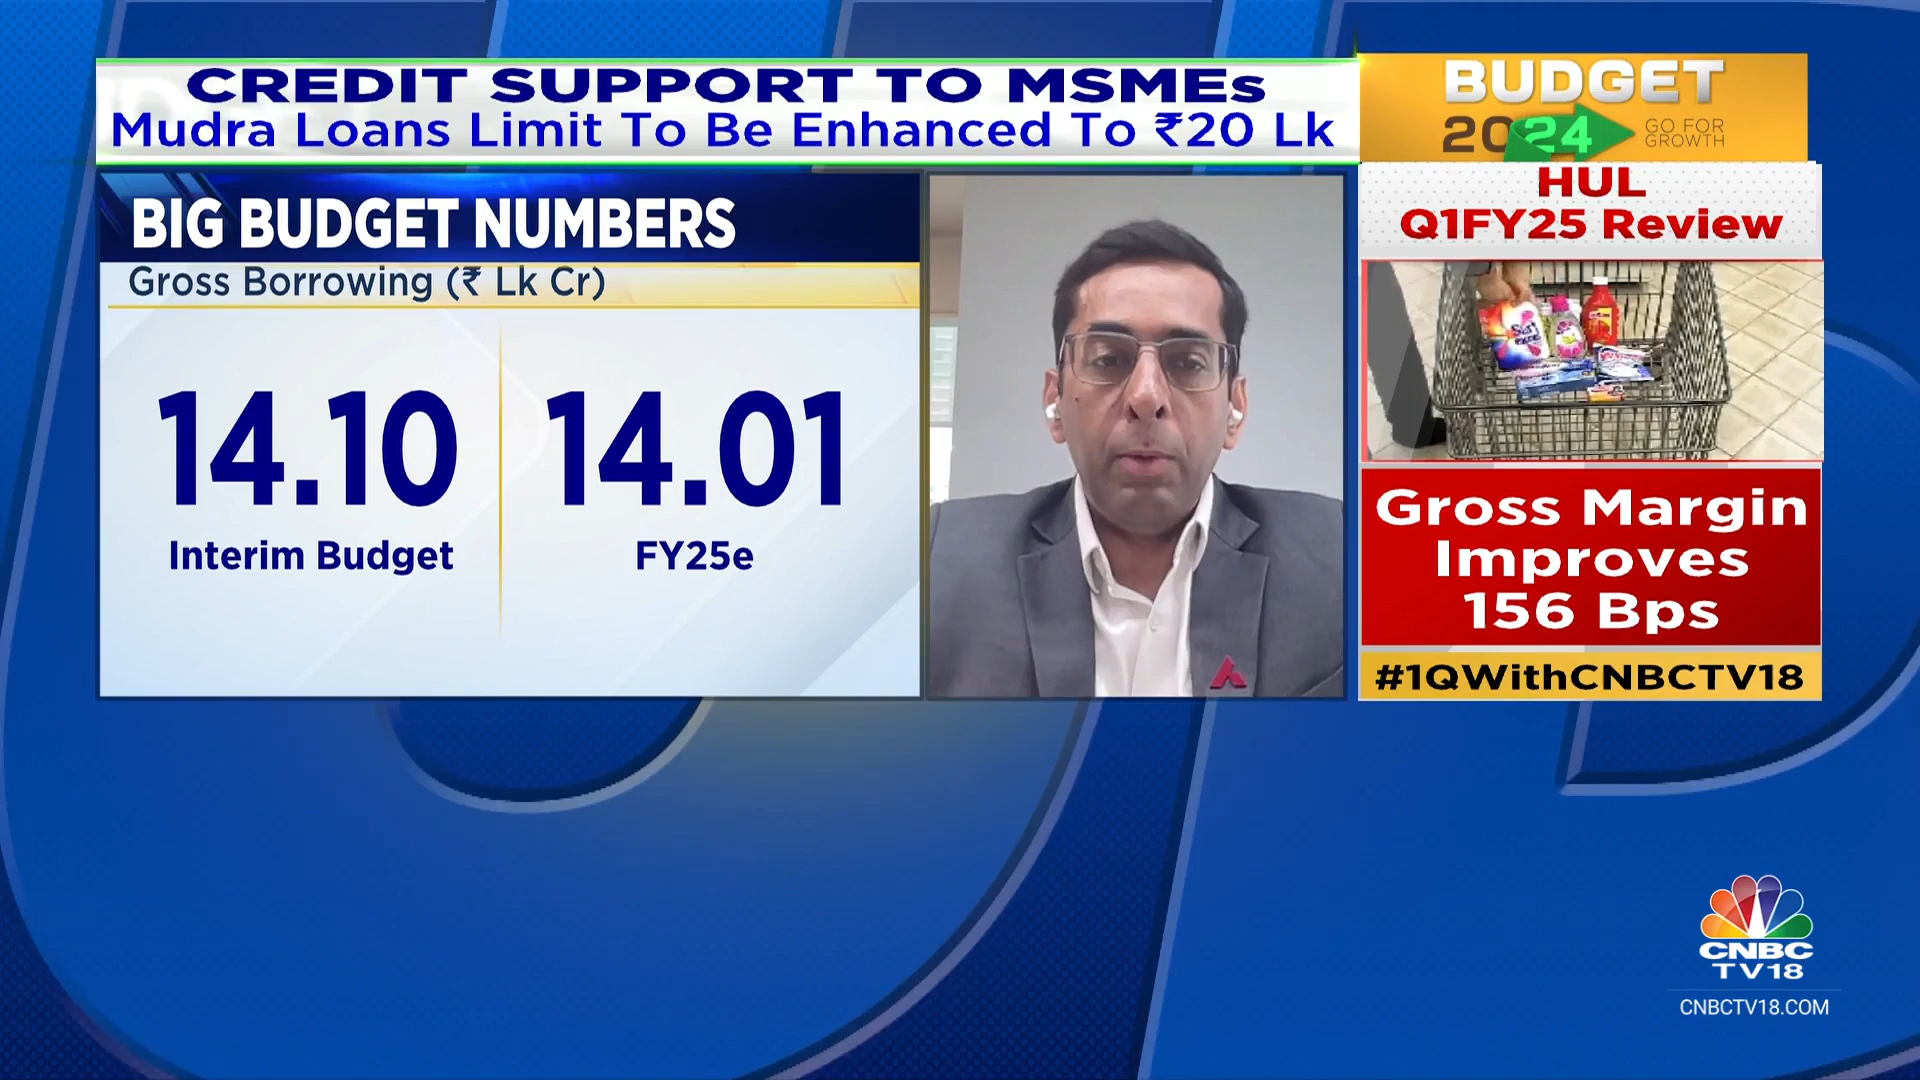 CREDIT SUPPORT TO MSMEs
Mudra Loans Limit To Be Enhanced To ₹20 Lk
BUDGET
2024
GO FOR
GROWTH
BIG BUDGET NUMBERS
Gross Borrowing (₹ Lk Cr)
14.10
Interim Budget
14.01
FY25e
HUL
Q1FY25 Review
Gross Margin
Improves
156 Bps
#1QWithCNBCTV18
CNBC
TV18
CNBCTV18.COM